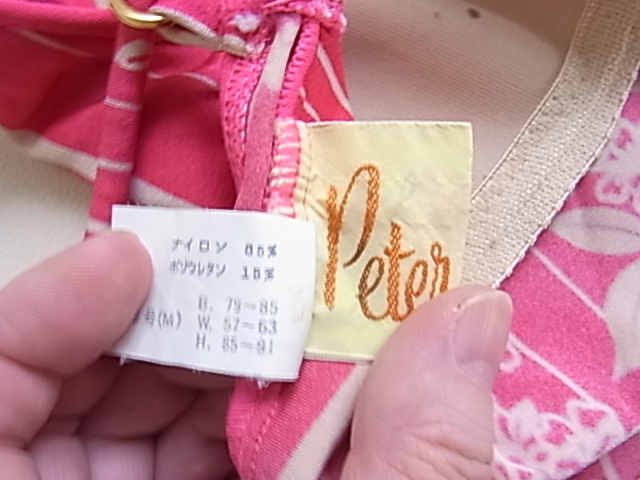 ナイロン 85%
ポリウレタン 15%
B. 79~85
号(M) W. 57~63
H. 85~91
Peter